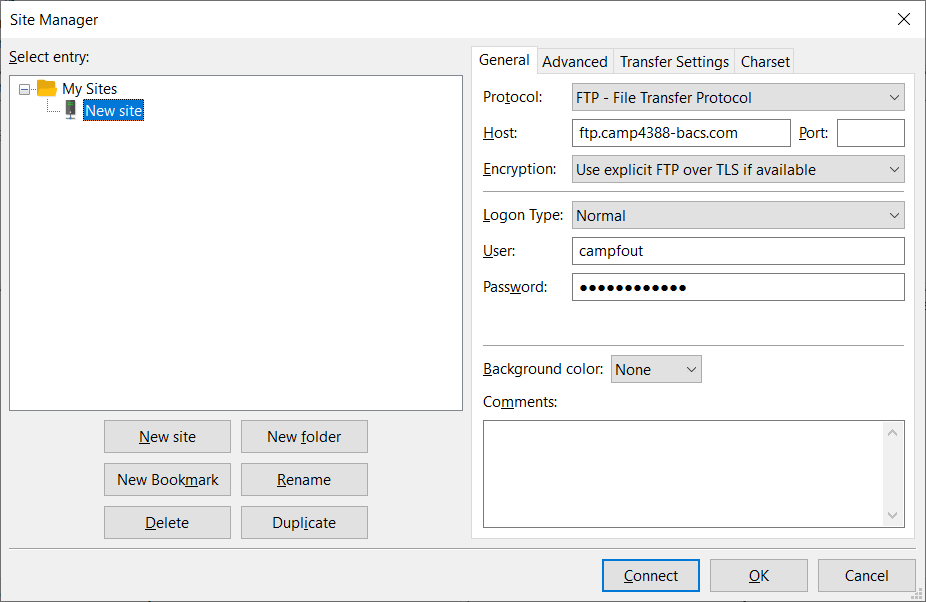 Site Manager
Select entry:
My Sites
New site
New site
New folder
New Bookmark
Rename
Delete
Duplicate
General Advanced Transfer Settings Charset
Protocol: FTP - File Transfer Protocol
Host: ftp.camp4388-bacs.com Port:
Encryption: Use explicit FTP over TLS if available
Logon Type: Normal
User: campfout
Password: ●●●●●●●●●●●●
Background color: None
Comments:
Connect OK Cancel